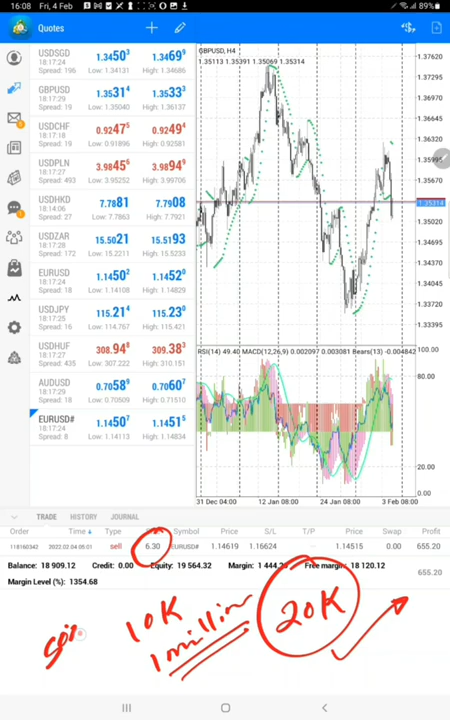 16:08 Fri, 4 Feb
89%
Quotes
USDSGD
18:17:24
Spread: 196
1.3450³
Low: 1.34131
1.3469⁹
High: 1.34686
GBPUSD
18:17:29
Spread: 19
1.3531⁴
Low: 1.35040
1.3533³
High: 1.36137
USDCHF
18:17:18
Spread: 19
0.9247⁵
Low: 0.91896
0.9249⁴
High: 0.92581
USDPLN
18:17:27
Spread: 493
3.9845⁶
Low: 3.95252
3.9894⁹
High: 3.99706
USDHKD
18:14:06
Spread: 27
7.7881
Low: 7.7863
7.7908
High: 7.7921
USDZAR
18:17:28
Spread: 172
15.5021
Low: 15.2211
15.5193
High: 15.5233
EURUSD
18:17:24
Spread: 18
1.1450²
Low: 1.14108
1.1452⁰
High: 1.14829
USDJPY
18:17:25
Spread: 16
115.21⁴
Low: 114.767
115.23⁰
High: 115.421
USDHUF
18:17:27
Spread: 435
308.94⁸
Low: 307.222
309.38³
High: 310.151
AUDUSD
18:17:29
Spread: 18
0.7058⁹
Low: 0.70509
0.7060⁷
High: 0.71510
EURUSD#
18:17:24
Spread: 8
1.1450⁷
Low: 1.14113
1.1451⁵
High: 1.14834
GBPUSD, H4
1.35113 1.35391 1.35069 1.35314
1.37620
1.37295
1.36970
1.36645
1.36320
1.35995
1.35670
1.35314
1.35020
1.34695
1.34370
1.34045
1.33720
1.33395
RSI(14) 49.40 MACD(12,26,9) 0.002097 0.003081 Bears(13) -0.004842
100.00
80.00
20.00
0.00
31 Dec 04:00 12 Jan 08:00 24 Jan 08:00 3 Feb 08:00
TRADE HISTORY JOURNAL
Order Time Type Symbol Price S/L T/P Price Swap Profit
118160342 2022.02.04 05:01 sell 6.30 EURUSD# 1.14619 1.16624 1.14515 0.00 655.20
Balance: 18 909.12 Credit: 0.00 Equity: 19 564.32 Margin: 1 444. Free margin: 18 120.12
655.20
Margin Level (%): 1354.68
10K
1 million
20K